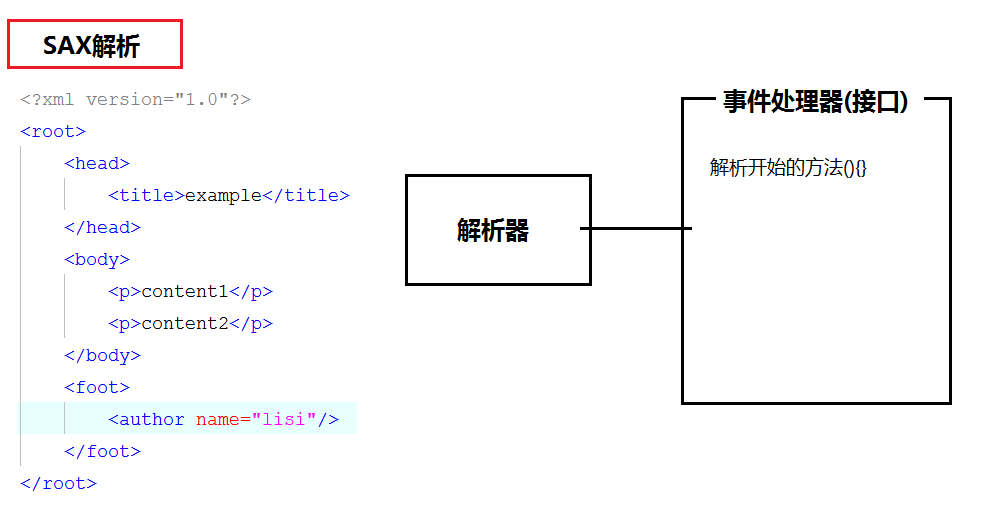 SAX解析
<?xml version="1.0"?>
<root>
<head>
<title>example</title>
</head>
<body>
<p>content1</p>
<p>content2</p>
</body>
<foot>
<author name="lisi"/>
</foot>
</root>
解析器
事件处理器(接口)
解析开始的方法(){}